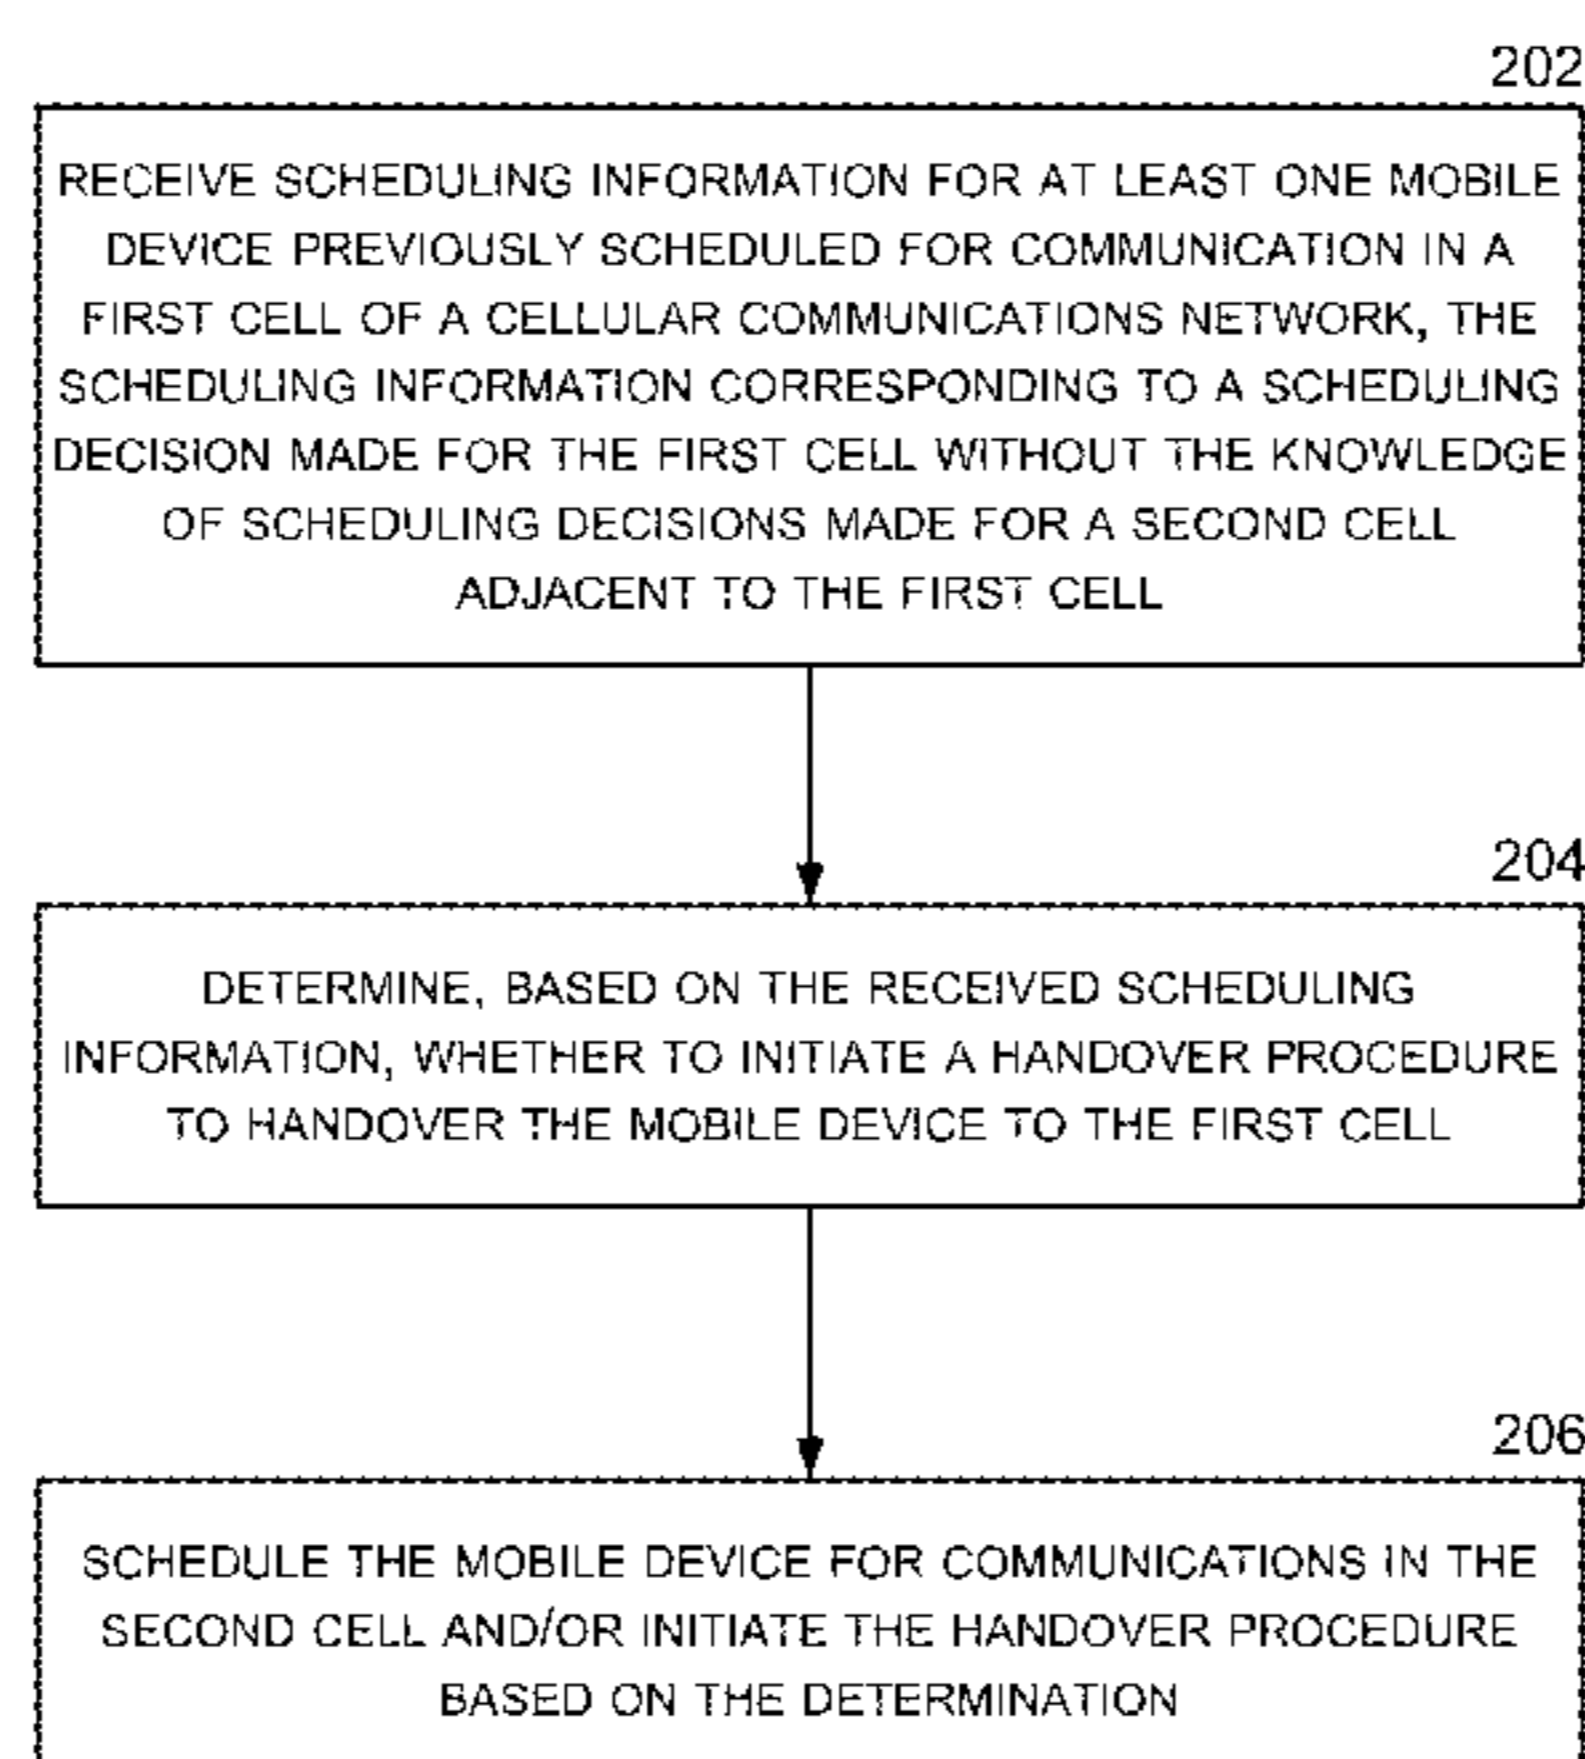 202
RECEIVE SCHEDULING INFORMATION FOR AT LEAST ONE MOBILE
DEVICE PREVIOUSLY SCHEDULED FOR COMMUNICATION IN A
FIRST CELL OF A CELLULAR COMMUNICATIONS NETWORK, THE
SCHEDULING INFORMATION CORRESPONDING TO A SCHEDULING
DECISION MADE FOR THE FIRST CELL WITHOUT THE KNOWLEDGE
OF SCHEDULING DECISIONS MADE FOR A SECOND CELL
ADJACENT TO THE FIRST CELL
204
DETERMINE, BASED ON THE RECEIVED SCHEDULING
INFORMATION, WHETHER TO INITIATE A HANDOVER PROCEDURE
TO HANDOVER THE MOBILE DEVICE TO THE FIRST CELL
206
SCHEDULE THE MOBILE DEVICE FOR COMMUNICATIONS IN THE
SECOND CELL AND/OR INITIATE THE HANDOVER PROCEDURE
BASED ON THE DETERMINATION